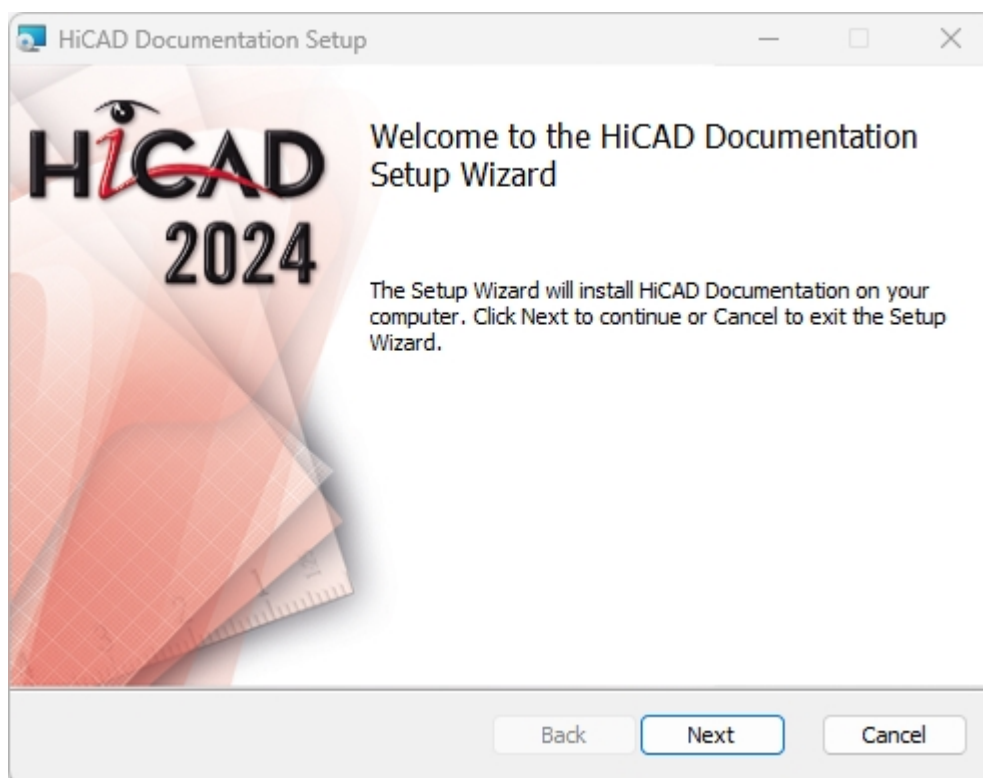 HiCAD Documentation Setup
HiCAD
2024
Welcome to the HiCAD Documentation
Setup Wizard
The Setup Wizard will install HiCAD Documentation on your
computer. Click Next to continue or Cancel to exit the Setup
Wizard.
Back
Next
Cancel